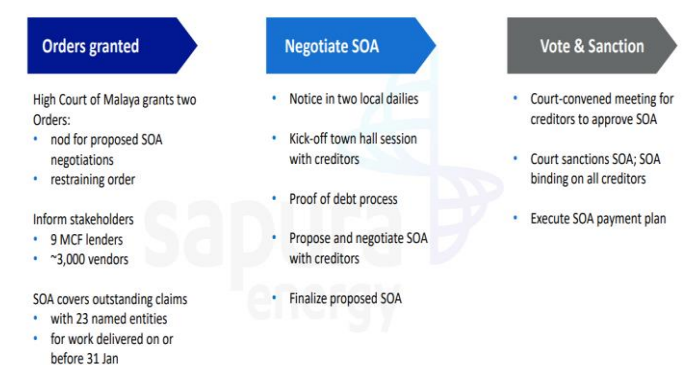 Orders granted
High Court of Malaya grants two
Orders:
• nod for proposed SOA
negotiations
• restraining order
Inform stakeholders
• 9 MCF lenders
• ~3,000 vendors
SOA covers outstanding claims
• with 23 named entities
• for work delivered on or
before 31 Jan
Negotiate SOA
• Notice in two local dailies
• Kick-off town hall session
with creditors
• Proof of debt process
• Propose and negotiate SOA
with creditors
• Finalize proposed SOA
Vote & Sanction
• Court-convened meeting for
creditors to approve SOA
• Court sanctions SOA; SOA
binding on all creditors
• Execute SOA payment plan
sapura
energy